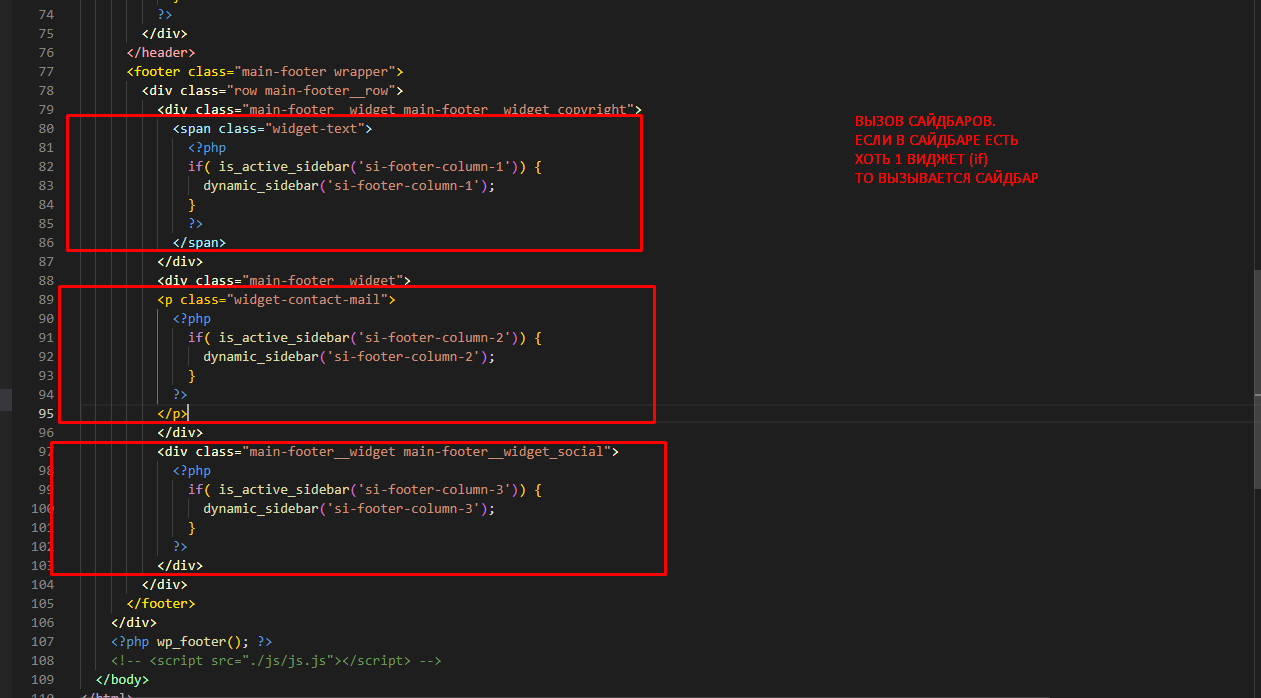 74 ?>
75 </div>
76 </header>
77 <footer class="main-footer wrapper">
78 <div class="row main-footer__row">
79 <div class="main-footer__widget main-footer__widget_copyright">
80 <span class="widget-text">
81 <?php
82 if( is_active_sidebar('si-footer-column-1')) {
83 dynamic_sidebar('si-footer-column-1');
84 }
85 ?>
86 </span>
87 </div>
88 <div class="main-footer__widget">
89 <p class="widget-contact-mail">
90 <?php
91 if( is_active_sidebar('si-footer-column-2')) {
92 dynamic_sidebar('si-footer-column-2');
93 }
94 ?>
95 </p>
96 </div>
97 <div class="main-footer__widget main-footer__widget_social">
98 <?php
99 if( is_active_sidebar('si-footer-column-3')) {
100 dynamic_sidebar('si-footer-column-3');
101 }
102 ?>
103 </div>
104 </div>
105 </footer>
106 </div>
107 <?php wp_footer(); ?>
108 <!-- <script src="./js/js.js"></script> -->
109 </body>
110 </html>
ВЫЗОВ САЙДБАРОВ.
ЕСЛИ В САЙДБАРЕ ЕСТЬ
ХОТЬ 1 ВИДЖЕТ (if)
ТО ВЫЗЫВАЕТСЯ САЙДБАР